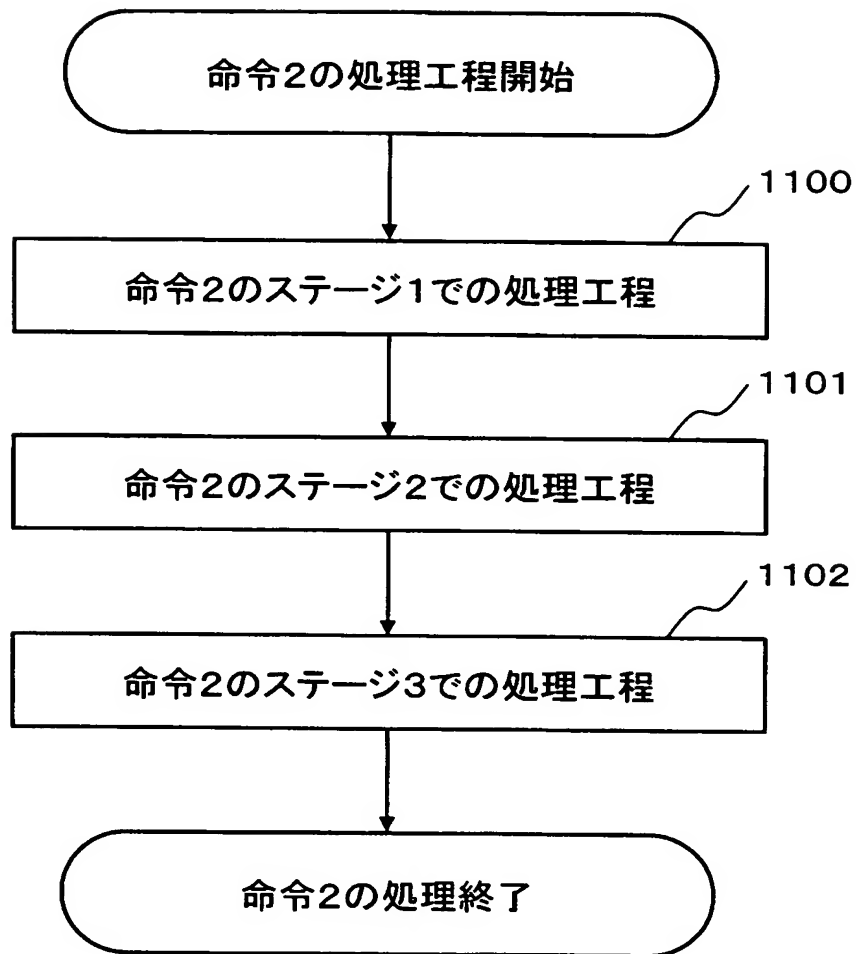 命令2の処理工程開始
1100
命令2のステージ1での処理工程
1101
命令2のステージ2での処理工程
1102
命令2のステージ3での処理工程
命令2の処理終了